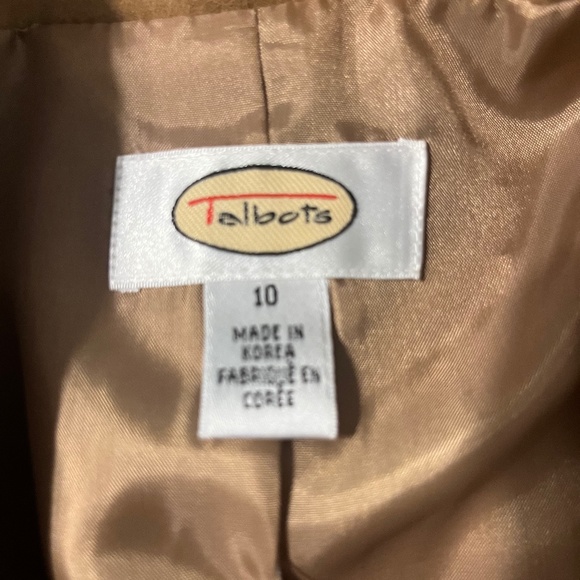 Talbots
10
MADE IN
KOREA
FABRIQUÉ EN
CORÉE